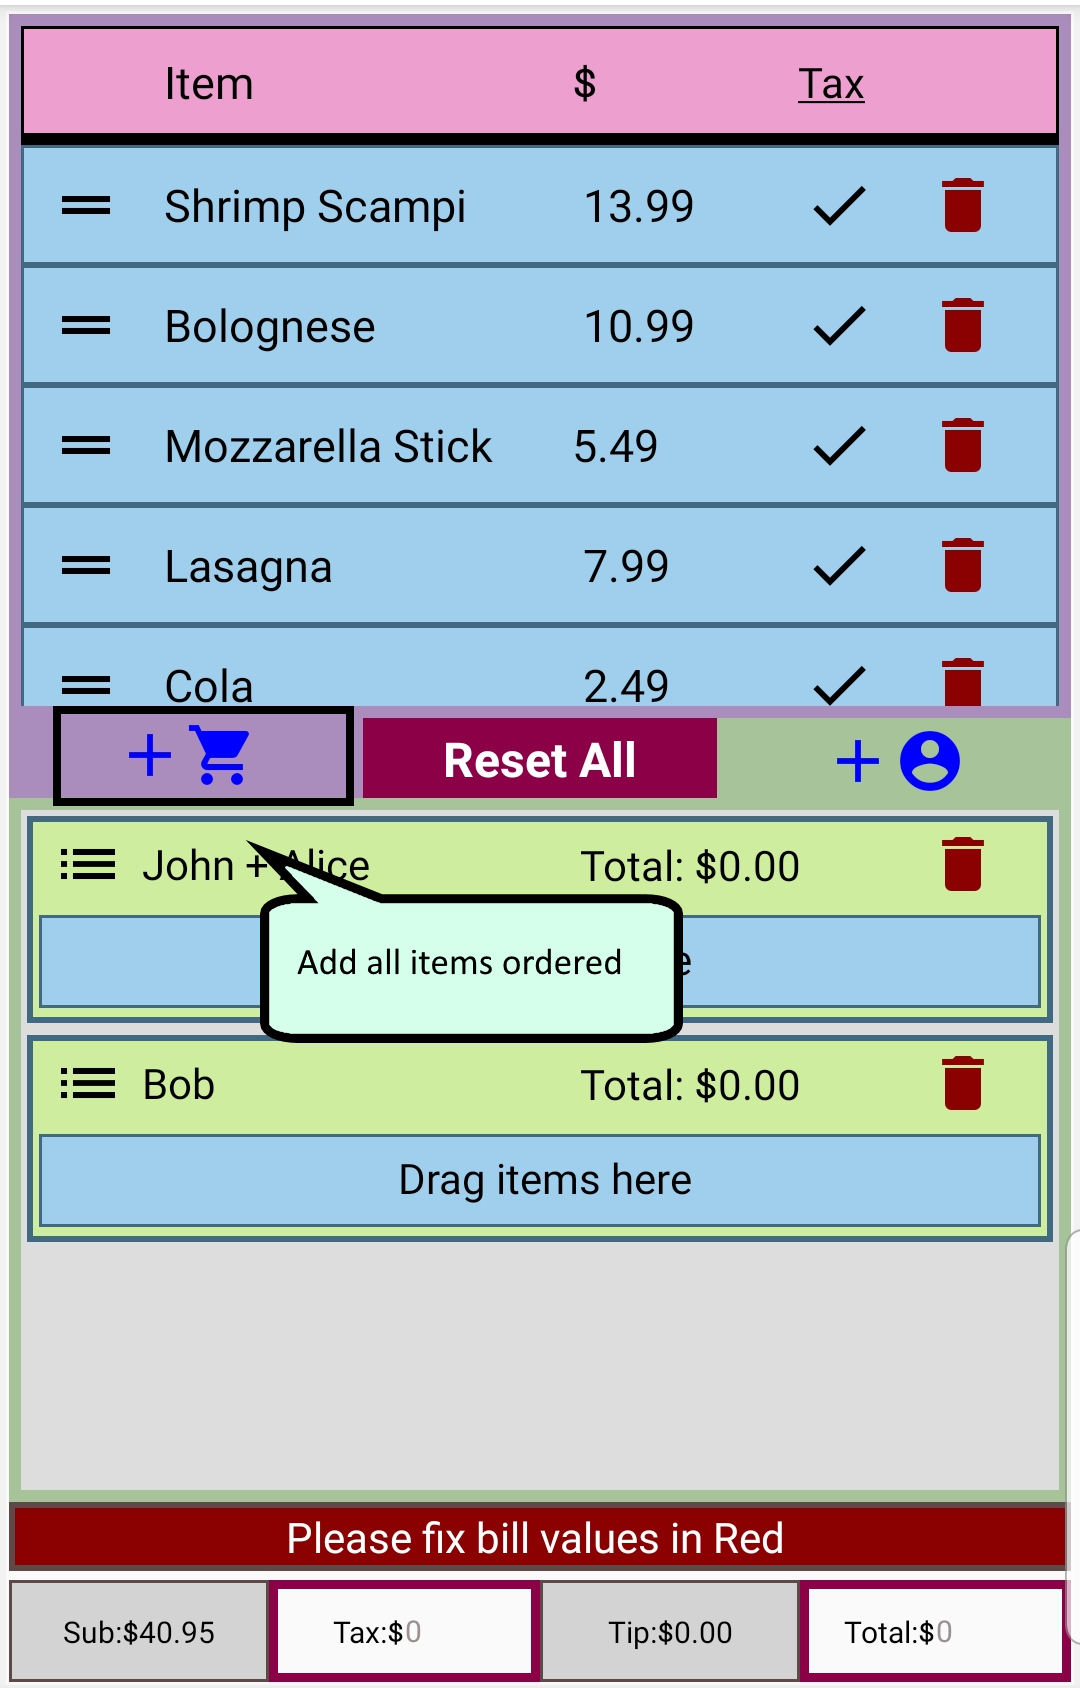 Item $ Tax
Shrimp Scampi 13.99
Bolognese 10.99
Mozzarella Stick 5.49
Lasagna 7.99
Cola 2.49
Reset All
John + Alice Total: $0.00
Add all items ordered
Bob Total: $0.00
Drag items here
Please fix bill values in Red
Sub:$40.95 Tax:$0 Tip:$0.00 Total:$0